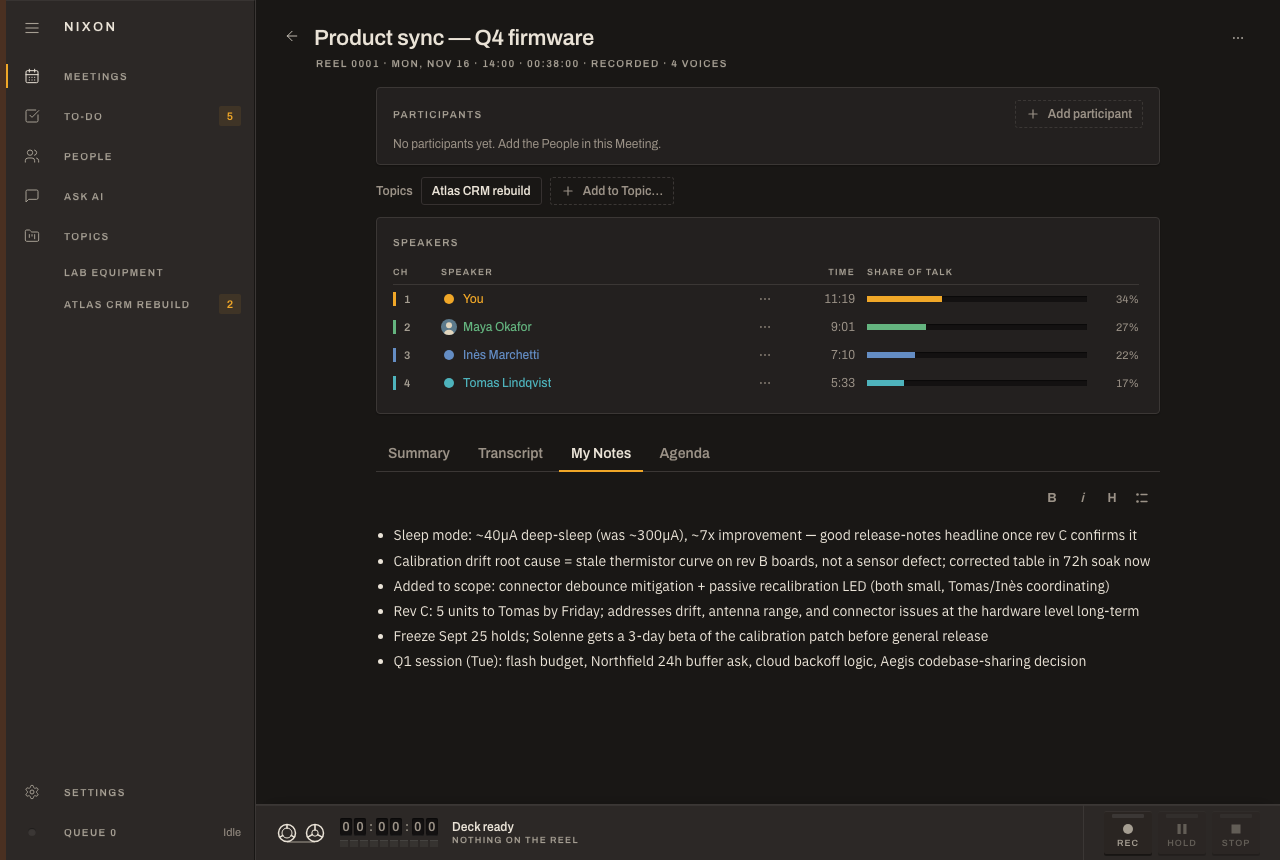 NIXON
MEETINGS
TO-DO 5
PEOPLE
ASK AI
TOPICS
LAB EQUIPMENT
ATLAS CRM REBUILD 2
SETTINGS
QUEUE 0 Idle
Product sync — Q4 firmware
REEL 0001 · MON, NOV 16 · 14:00 · 00:38:00 · RECORDED · 4 VOICES
PARTICIPANTS
Add participant
No participants yet. Add the People in this Meeting.
Topics Atlas CRM rebuild Add to Topic…
SPEAKERS
CH SPEAKER TIME SHARE OF TALK
1 You 11:19 34%
2 Maya Okafor 9:01 27%
3 Inès Marchetti 7:10 22%
4 Tomas Lindqvist 5:33 17%
Summary Transcript My Notes Agenda
B i H
Sleep mode: ~40µA deep-sleep (was ~300µA), ~7x improvement — good release-notes headline once rev C confirms it
Calibration drift root cause = stale thermistor curve on rev B boards, not a sensor defect; corrected table in 72h soak now
Added to scope: connector debounce mitigation + passive recalibration LED (both small, Tomas/Inès coordinating)
Rev C: 5 units to Tomas by Friday; addresses drift, antenna range, and connector issues at the hardware level long-term
Freeze Sept 25 holds; Solenne gets a 3-day beta of the calibration patch before general release
Q1 session (Tue): flash budget, Northfield 24h buffer ask, cloud backoff logic, Aegis codebase-sharing decision
00:00:00
Deck ready
NOTHING ON THE REEL
REC HOLD STOP